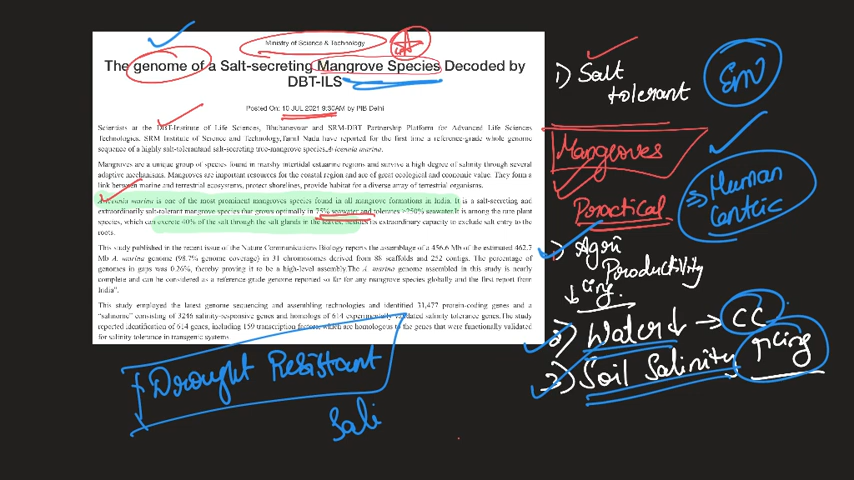 Ministry of Science & Technology
The genome of a Salt-secreting Mangrove Species Decoded by
DBT-ILS
Posted On: 10 JUL 2021 9:30AM by PIB Delhi
Scientists at the DBT-Institute of Life Sciences, Bhubaneswar and SRM-DBT Partnership Platform for Advanced Life Sciences
Technologies, SRM Institute of Science and Technology, Tamil Nadu have reported for the first time a reference-grade whole genome
sequence of a highly salt-tolerant and salt-secreting true-mangrove species, Avicennia marina.
Mangroves are a unique group of species found in marshy intertidal estuarine regions and survive a high degree of salinity through several
adaptive mechanisms. Mangroves are important resources for the coastal region and are of great ecological and economic value. They form a
link between marine and terrestrial ecosystems, protect shorelines, provide habitat for a diverse array of terrestrial organisms.
Avicennia marina is one of the most prominent mangroves species found in all mangrove formations in India. It is a salt-secreting and
extraordinarily salt-tolerant mangrove species that grows optimally in 75% seawater and tolerates >250% seawater. It is among the rare plant
species, which can excrete 40% of the salt through the salt glands in the leaves, besides its extraordinary capacity to exclude salt entry to the
roots.
This study published in the recent issue of the Nature Communications Biology reports the assemblage of a 456.6 Mb of the estimated 462.7
Mb A. marina genome (98.7% genome coverage) in 31 chromosomes derived from 88 scaffolds and 252 contigs. The percentage of
genomes in gaps was 0.26%, thereby proving it to be a high-level assembly. The A. marina genome assembled in this study is nearly
complete and can be considered as a reference-grade genome reported so far for any mangrove species globally and the first report from
India".
This study employed the latest genome sequencing and assembling technologies and identified 31,477 protein-coding genes and a
"salinome" consisting of 3246 salinity-responsive genes and homologs of 614 experimentally validated salinity tolerance genes. The study
reported identification of 614 genes, including 159 transcription factors, which are homologous to the genes that were functionally validated
for salinity tolerance in transgenic systems
Drought Resistant
Sali
1) Salt
tolerant
Env
Mangroves
Practical
⇒ Human
Centric
1) Agri
Productivity
↓ cing.
2) Water ↓ → CC
3) Soil Salinity ↑cing